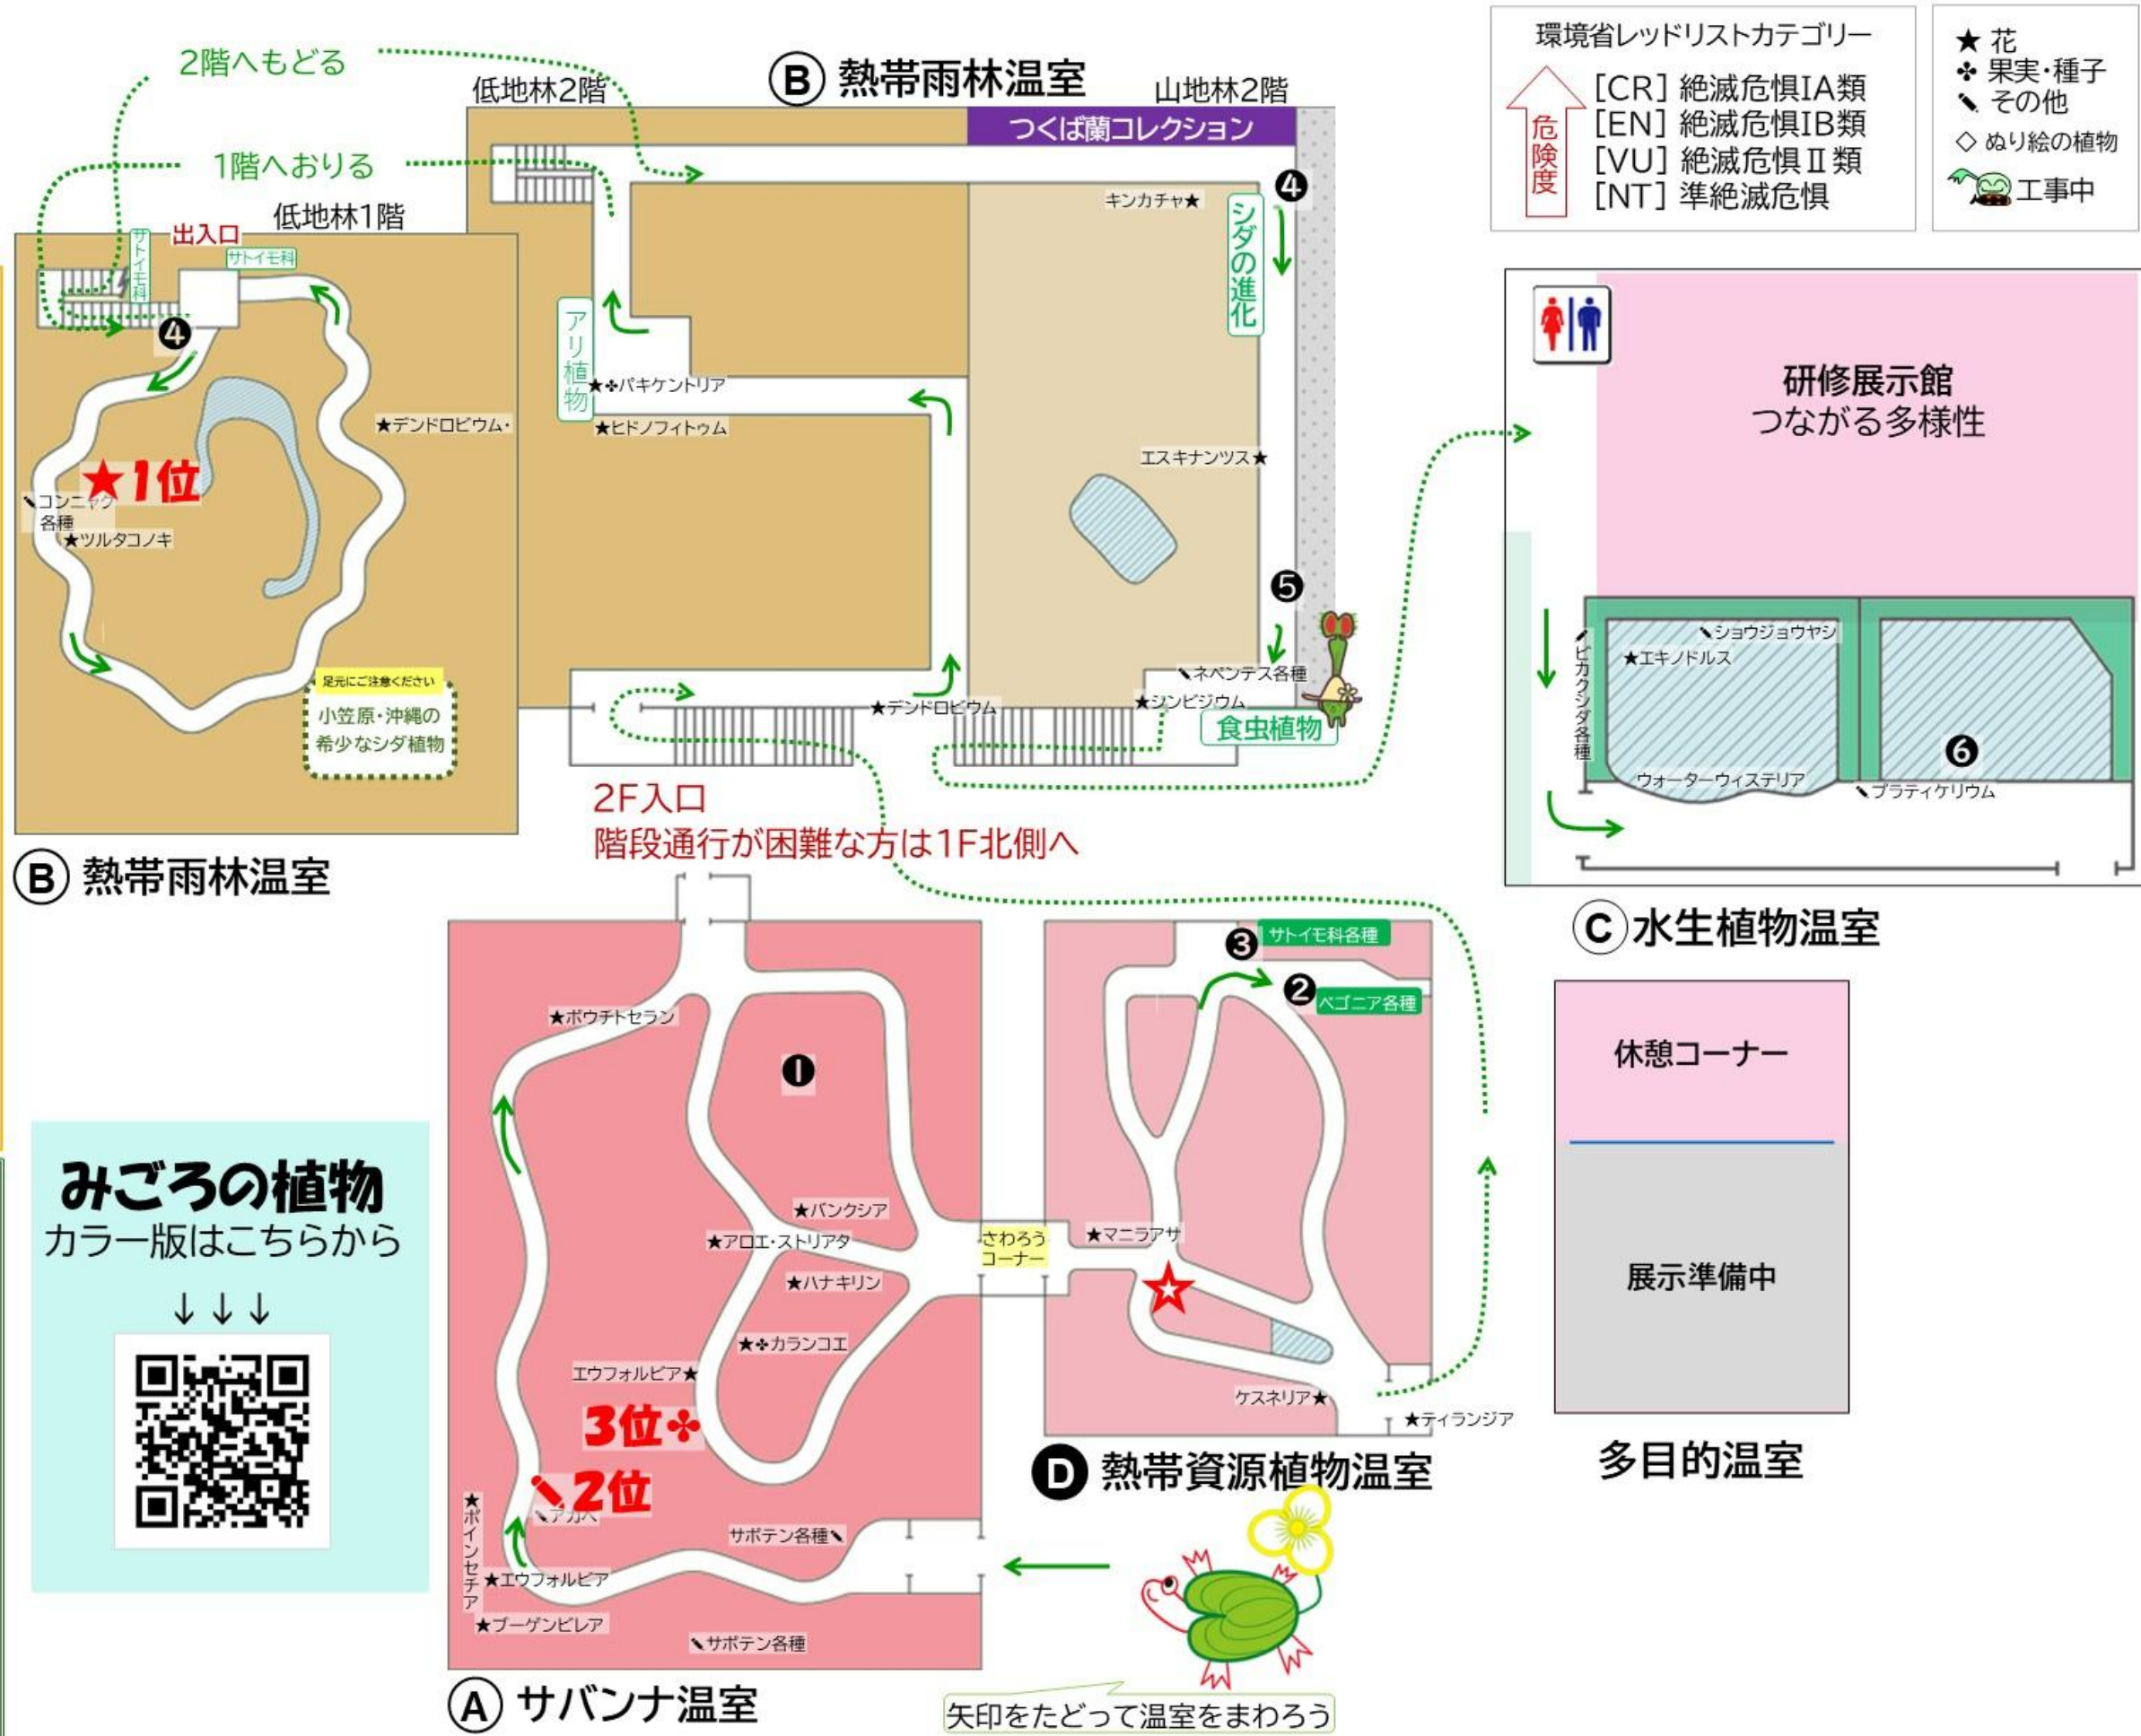 2階へもどる
1階へおりる
低地林2階
Ⓑ 熱帯雨林温室
山地林2階
つくば蘭コレクション
環境省レッドリストカテゴリー
危険度
[CR] 絶滅危惧IA類
[EN] 絶滅危惧IB類
[VU] 絶滅危惧Ⅱ類
[NT] 準絶滅危惧
★ 花
✤ 果実・種子
✎ その他
◇ ぬり絵の植物
工事中
低地林1階
出入口
サトイモ科
サトイモ科
❹
★デンドロビウム・
★1位
✎コンニャク
各種
★ツルタコノキ
足元にご注意ください
小笠原・沖縄の
希少なシダ植物
Ⓑ 熱帯雨林温室
アリ植物
★✤パキケントリア
★ヒドノフィトゥム
キンカチャ★
❹
シダの進化
エスキナンツス★
❺
✎ネペンテス各種
★デンドロビウム
★シンビジウム
食虫植物
2F入口
階段通行が困難な方は1F北側へ
研修展示館
つながる多様性
✎ビカクシダ各種
✎ショウジョウヤシ
★エキノドルス
❻
ウォーターウィステリア
✎プラティケリウム
Ⓒ水生植物温室
みごろの植物
カラー版はこちらから
↓↓↓
★ボウチトセラン
❶
★バンクシア
★アロエ・ストリアタ
★ハナキリン
★✤カランコエ
エウフォルビア★
3位✤
✎2位
✎アガベ
★ポインセチア
サボテン各種✎
★エウフォルビア
★ブーゲンビレア
✎サボテン各種
Ⓐ サバンナ温室
さわろう
コーナー
❸
サトイモ科各種
❷
ベゴニア各種
★マニラアサ
ケスネリア★
★ティランジア
🅓 熱帯資源植物温室
矢印をたどって温室をまわろう
休憩コーナー
展示準備中
多目的温室